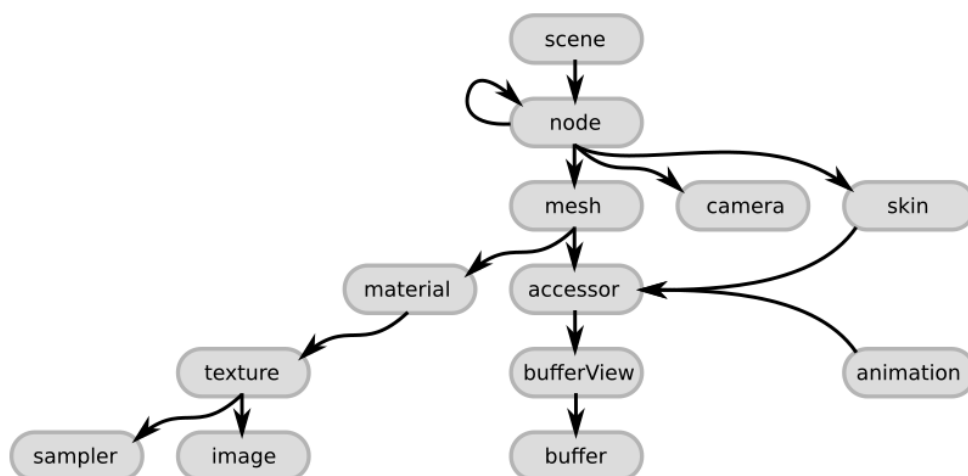 scene
node
mesh
camera
skin
material
accessor
texture
bufferView
animation
sampler
image
buffer